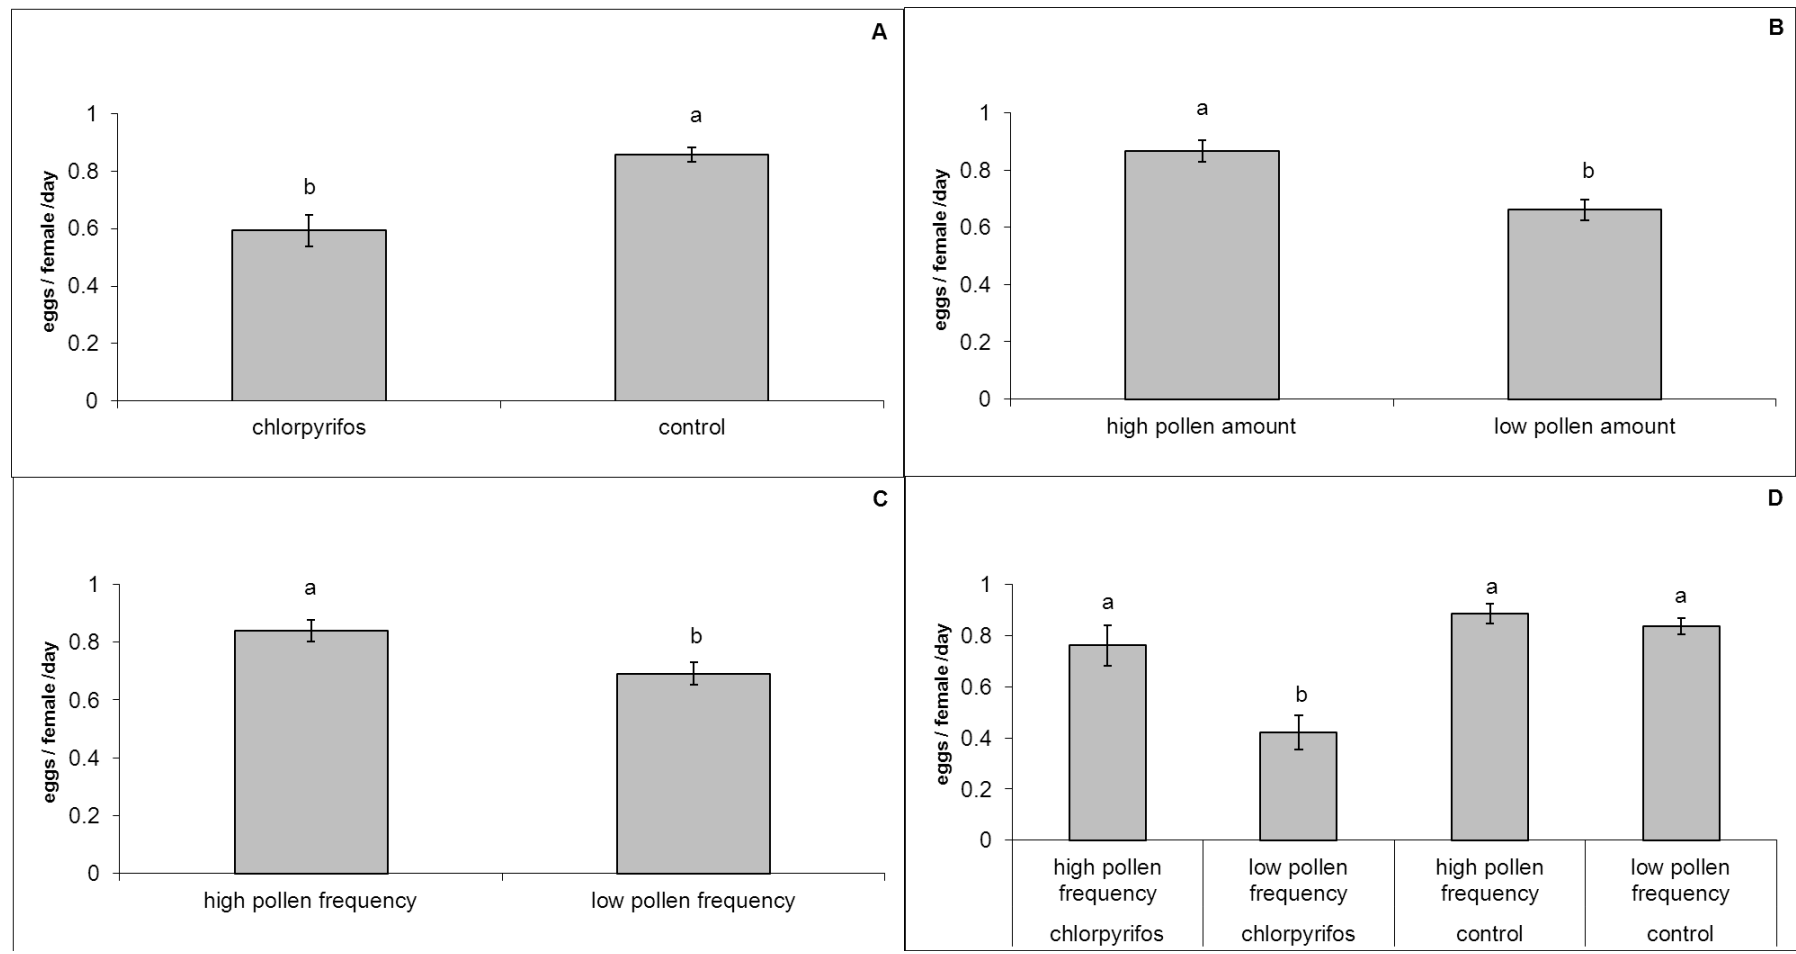 A
1
0.8
0.6
0.4
0.2
0
eggs / female /day
b
a
chlorpyrifos
control
B
1
0.8
0.6
0.4
0.2
0
eggs / female /day
a
b
high pollen amount
low pollen amount
C
1
0.8
0.6
0.4
0.2
0
eggs / female /day
a
b
high pollen frequency
low pollen frequency
D
1
0.8
0.6
0.4
0.2
0
eggs / female /day
a
b
a
a
high pollen
frequency
low pollen
frequency
high pollen
frequency
low pollen
frequency
chlorpyrifos
chlorpyrifos
control
control